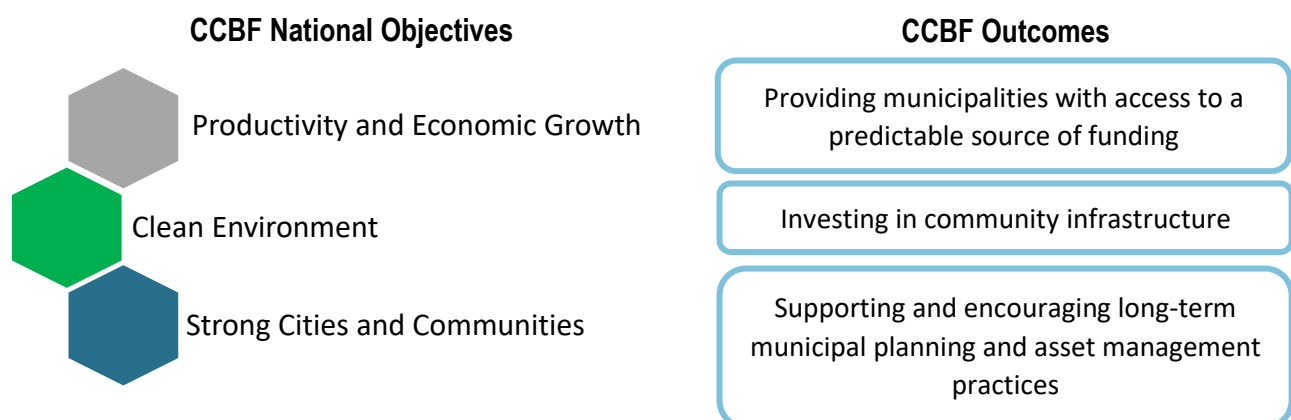 CCBF National Objectives
Productivity and Economic Growth
Clean Environment
Strong Cities and Communities
CCBF Outcomes
Providing municipalities with access to a
predictable source of funding
Investing in community infrastructure
Supporting and encouraging long-term
municipal planning and asset management
practices